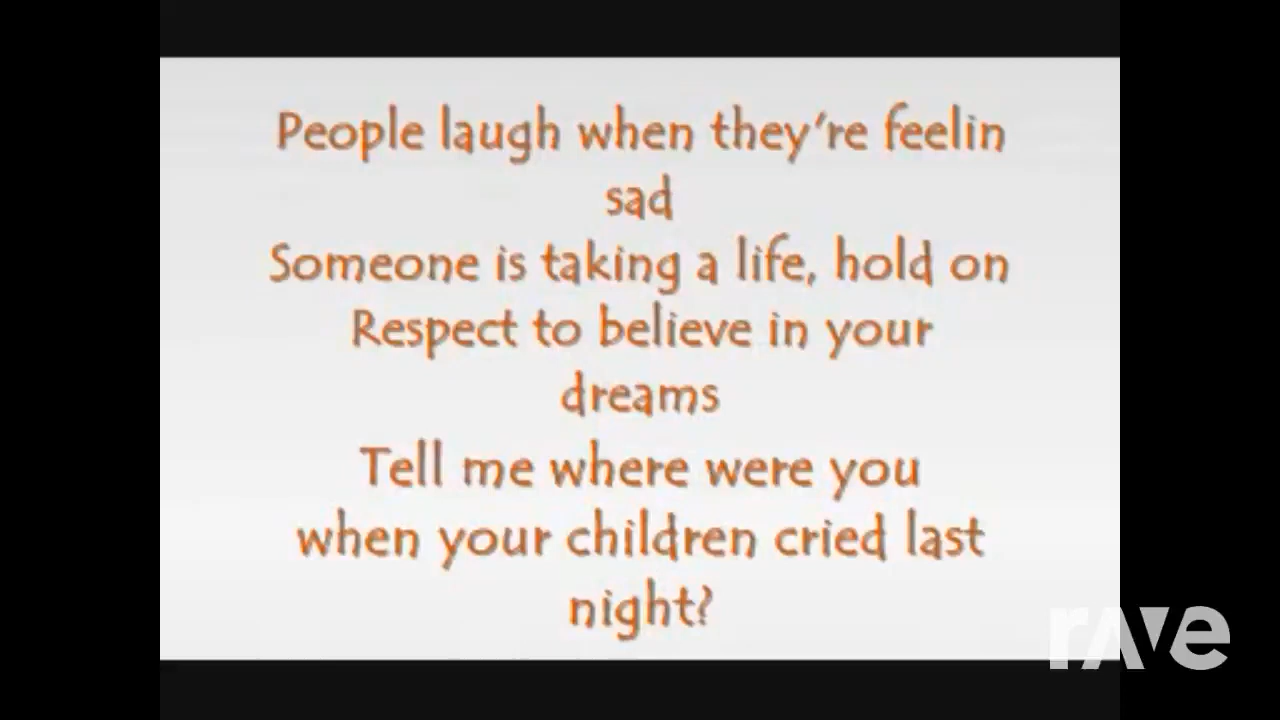 People laugh when they're feelin
sad
Someone is taking a life, hold on
Respect to believe in your
dreams
Tell me where were you
when your children cried last
night?
rave